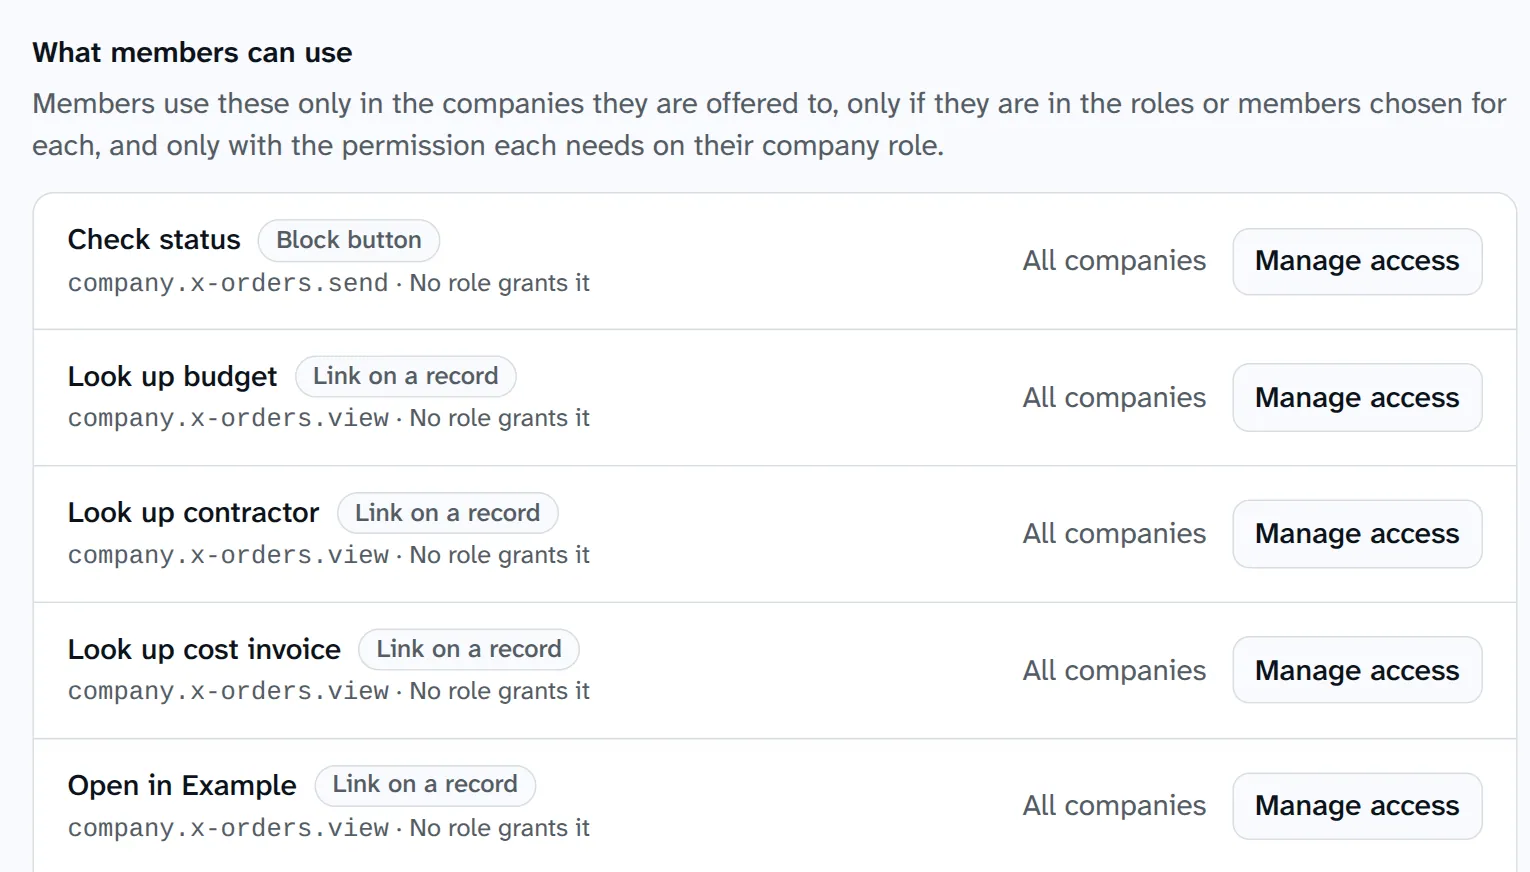 What members can use
Members use these only in the companies they are offered to, only if they are in the roles or members chosen for
each, and only with the permission each needs on their company role.
Check status Block button
company.x-orders.send · No role grants it
All companies Manage access
Look up budget Link on a record
company.x-orders.view · No role grants it
All companies Manage access
Look up contractor Link on a record
company.x-orders.view · No role grants it
All companies Manage access
Look up cost invoice Link on a record
company.x-orders.view · No role grants it
All companies Manage access
Open in Example Link on a record
company.x-orders.view · No role grants it
All companies Manage access